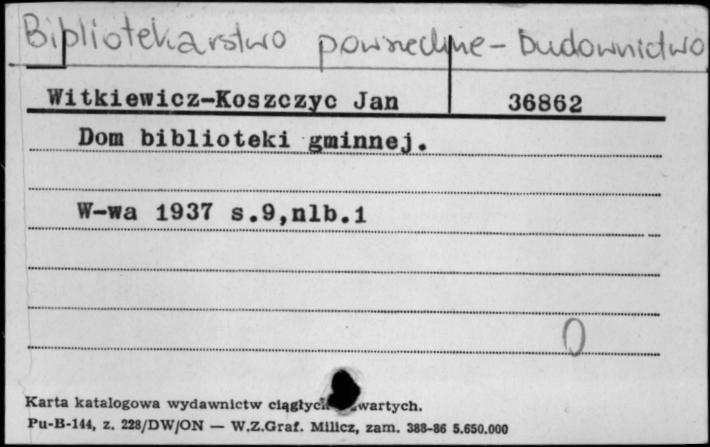 Bibliotekarstwo powszechne - budownictwo
Witkiewicz-Koszczyc Jan 36862
Dom biblioteki gminnej.
W-wa 1937 s.9,nlb.1
0
Karta katalogowa wydawnictw ciągłych wartych.
Pu-B-144, z. 228/DW/ON — W.Z.Graf. Milicz, zam. 388-86 5.650.000